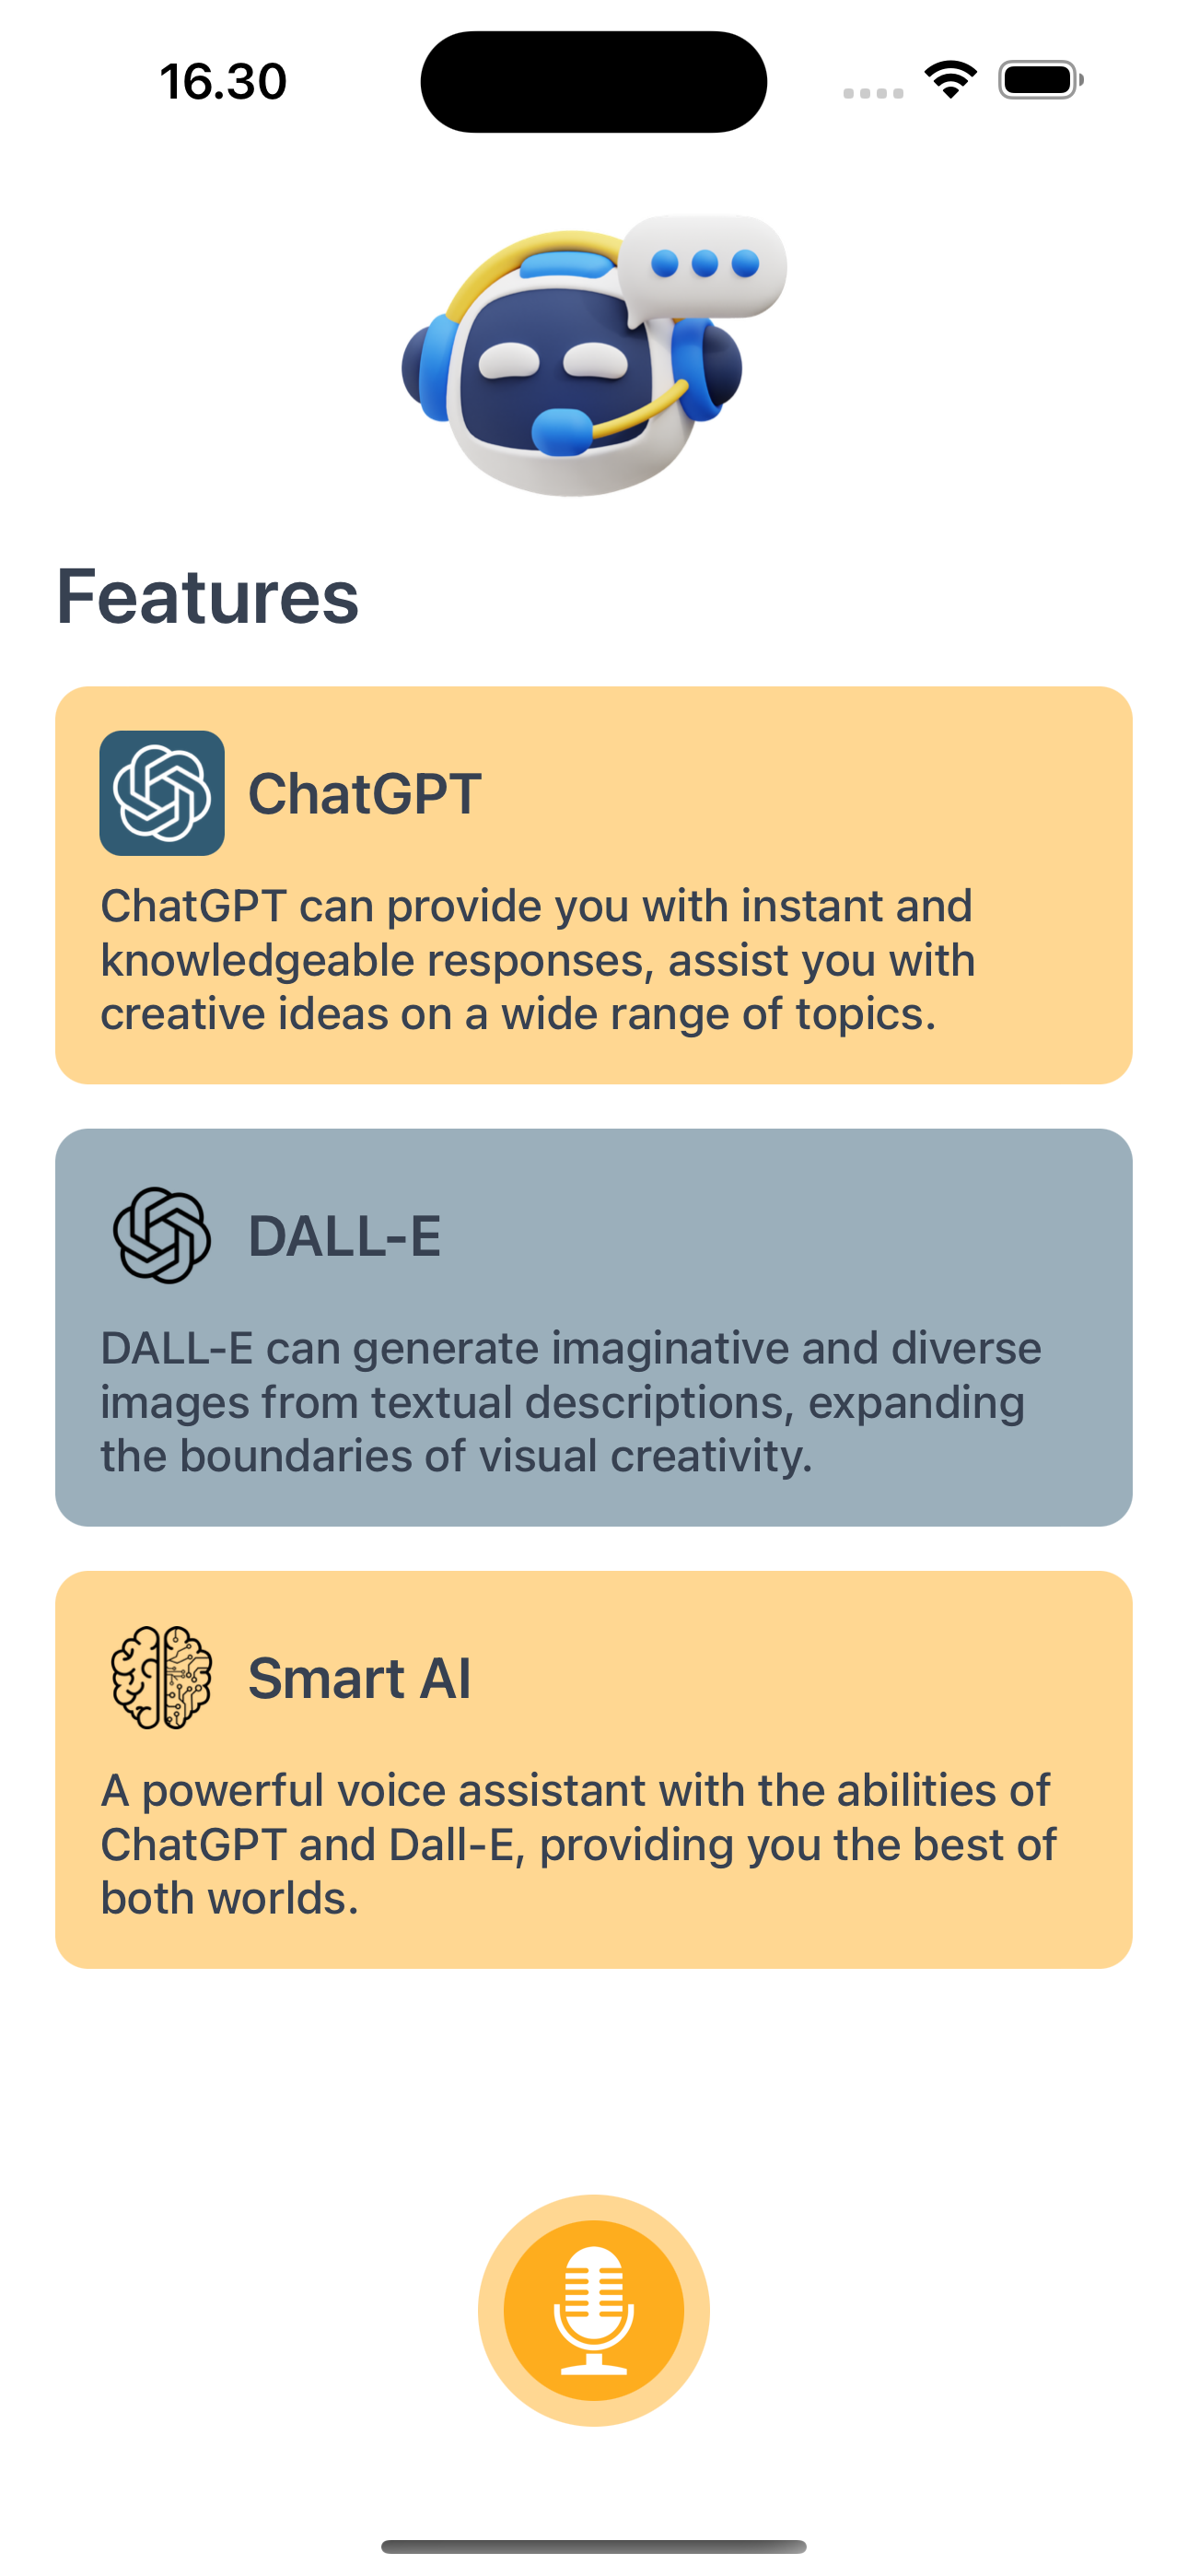 16.30
Features
ChatGPT
ChatGPT can provide you with instant and
knowledgeable responses, assist you with
creative ideas on a wide range of topics.
DALL-E
DALL-E can generate imaginative and diverse
images from textual descriptions, expanding
the boundaries of visual creativity.
Smart AI
A powerful voice assistant with the abilities of
ChatGPT and Dall-E, providing you the best of
both worlds.